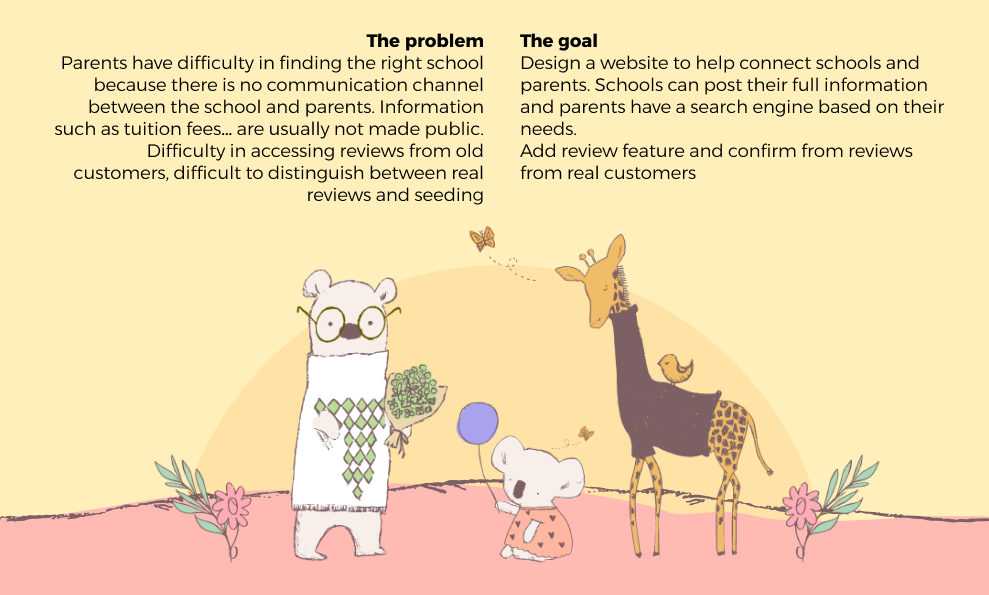 The problem
Parents have difficulty in finding the right school
because there is no communication channel
between the school and parents. Information
such as tuition fees... are usually not made public.
Difficulty in accessing reviews from old
customers, difficult to distinguish between real
reviews and seeding
The goal
Design a website to help connect schools and
parents. Schools can post their full information
and parents have a search engine based on their
needs.
Add review feature and confirm from reviews
from real customers